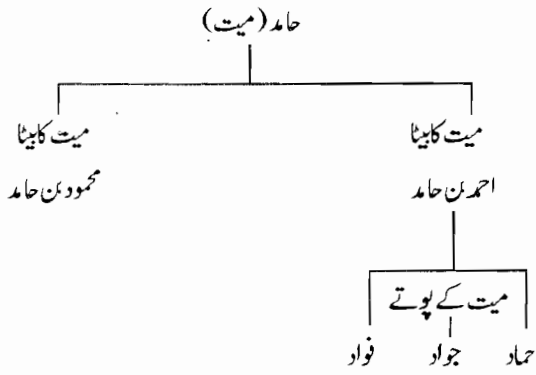 حامد (میت)
میت کا بیٹا
میت کا بیٹا
احمد بن حامد
محمود بن حامد
میت کے پوتے
حماد جواد فواد